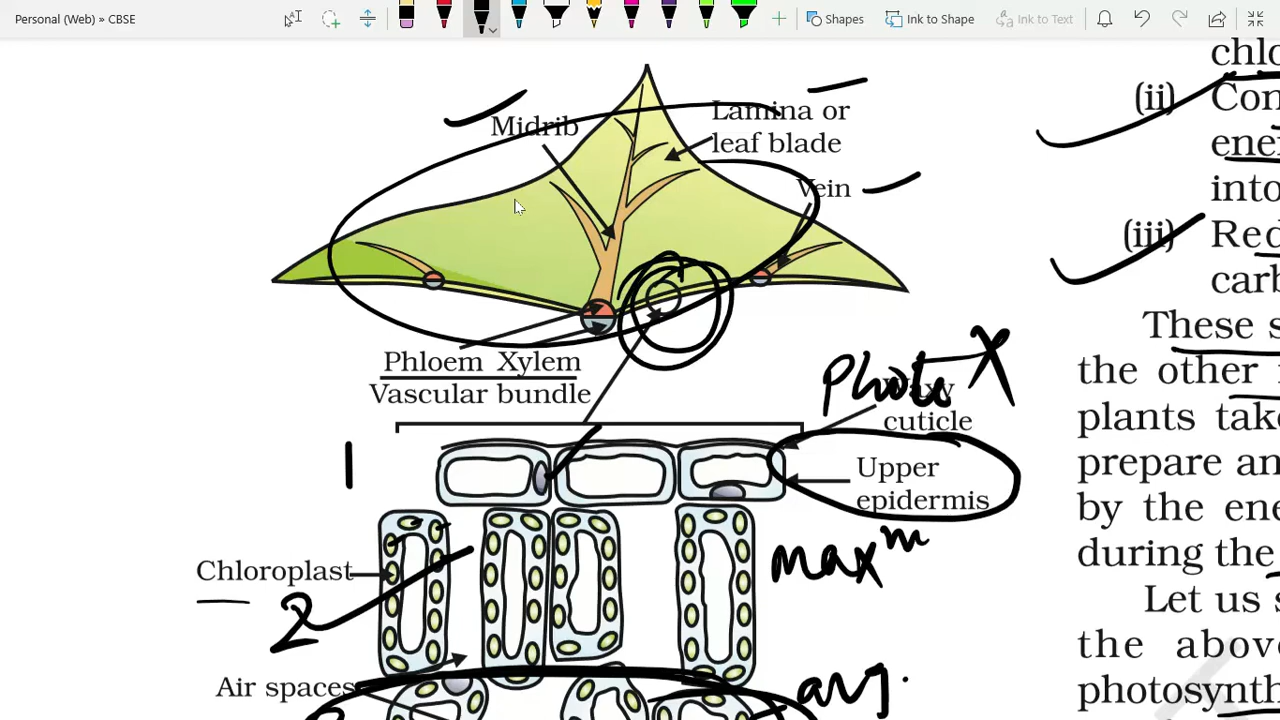 Personal (Web) » CBSE
Shapes
Ink to Shape
Ink to Text
Midrib
Lamina or
leaf blade
Vein
Phloem Xylem
Vascular bundle
Phote X
cuticle
1
Upper
epidermis
Chloroplast
2
max^m
Air spaces
avg.
chlo
(ii) Con
ene
into
(iii) Red
carb
These s
the other
plants take
prepare an
by the ene
during the
Let us s
the above
photosynth